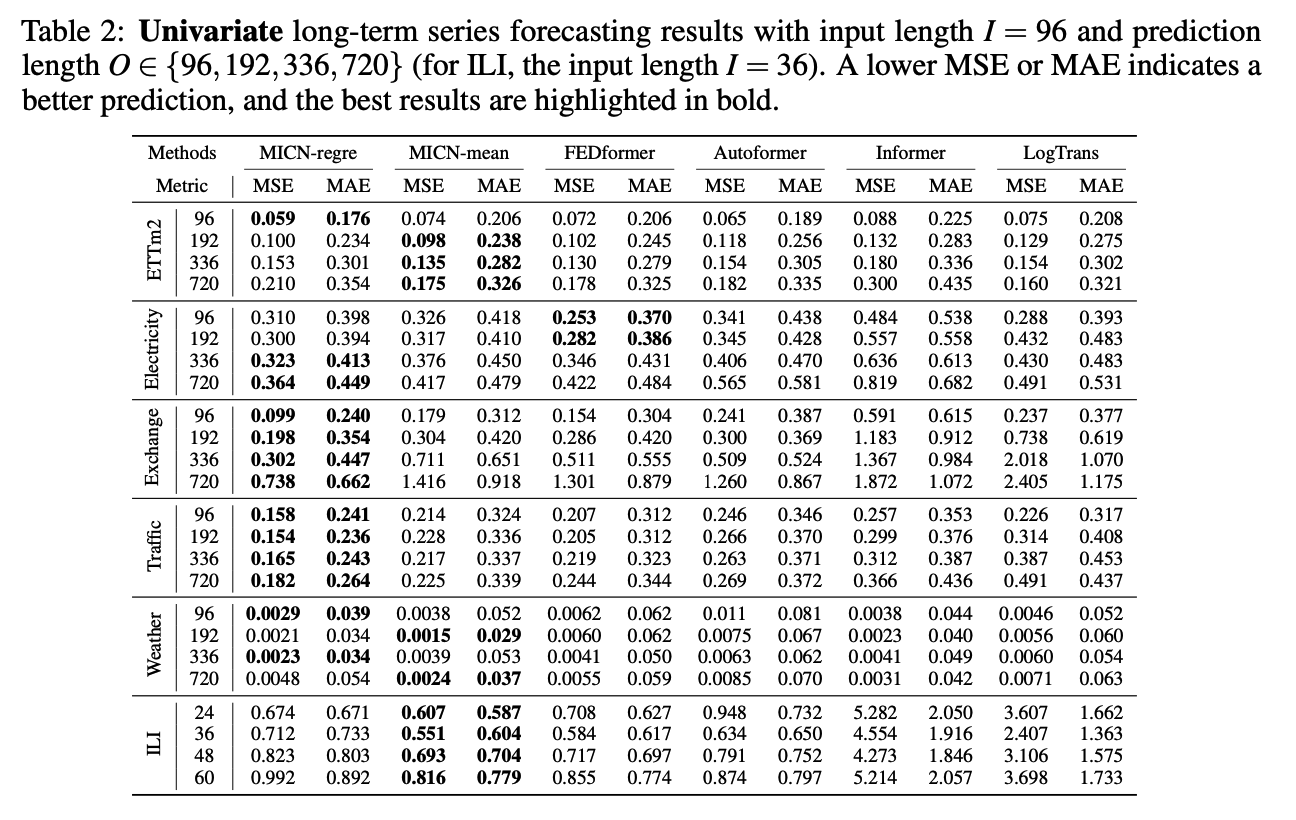 Table 2: Univariate long-term series forecasting results with input length I = 96 and prediction
length O ∈ {96,192,336,720} (for ILI, the input length I = 36). A lower MSE or MAE indicates a
better prediction, and the best results are highlighted in bold.
Methods MICN-regre MICN-mean FEDformer Autoformer Informer LogTrans
Metric MSE MAE MSE MAE MSE MAE MSE MAE MSE MAE MSE MAE
ETTm2
96 0.059 0.176 0.074 0.206 0.072 0.206 0.065 0.189 0.088 0.225 0.075 0.208
192 0.100 0.234 0.098 0.238 0.102 0.245 0.118 0.256 0.132 0.283 0.129 0.275
336 0.153 0.301 0.135 0.282 0.130 0.279 0.154 0.305 0.180 0.336 0.154 0.302
720 0.210 0.354 0.175 0.326 0.178 0.325 0.182 0.335 0.300 0.435 0.160 0.321
Electricity
96 0.310 0.398 0.326 0.418 0.253 0.370 0.341 0.438 0.484 0.538 0.288 0.393
192 0.300 0.394 0.317 0.410 0.282 0.386 0.345 0.428 0.557 0.558 0.432 0.483
336 0.323 0.413 0.376 0.450 0.346 0.431 0.406 0.470 0.636 0.613 0.430 0.483
720 0.364 0.449 0.417 0.479 0.422 0.484 0.565 0.581 0.819 0.682 0.491 0.531
Exchange
96 0.099 0.240 0.179 0.312 0.154 0.304 0.241 0.387 0.591 0.615 0.237 0.377
192 0.198 0.354 0.304 0.420 0.286 0.420 0.300 0.369 1.183 0.912 0.738 0.619
336 0.302 0.447 0.711 0.651 0.511 0.555 0.509 0.524 1.367 0.984 2.018 1.070
720 0.738 0.662 1.416 0.918 1.301 0.879 1.260 0.867 1.872 1.072 2.405 1.175
Traffic
96 0.158 0.241 0.214 0.324 0.207 0.312 0.246 0.346 0.257 0.353 0.226 0.317
192 0.154 0.236 0.228 0.336 0.205 0.312 0.266 0.370 0.299 0.376 0.314 0.408
336 0.165 0.243 0.217 0.337 0.219 0.323 0.263 0.371 0.312 0.387 0.387 0.453
720 0.182 0.264 0.225 0.339 0.244 0.344 0.269 0.372 0.366 0.436 0.491 0.437
Weather
96 0.0029 0.039 0.0038 0.052 0.0062 0.062 0.011 0.081 0.0038 0.044 0.0046 0.052
192 0.0021 0.034 0.0015 0.029 0.0060 0.062 0.0075 0.067 0.0023 0.040 0.0056 0.060
336 0.0023 0.034 0.0039 0.053 0.0041 0.050 0.0063 0.062 0.0041 0.049 0.0060 0.054
720 0.0048 0.054 0.0024 0.037 0.0055 0.059 0.0085 0.070 0.0031 0.042 0.0071 0.063
ILI
24 0.674 0.671 0.607 0.587 0.708 0.627 0.948 0.732 5.282 2.050 3.607 1.662
36 0.712 0.733 0.551 0.604 0.584 0.617 0.634 0.650 4.554 1.916 2.407 1.363
48 0.823 0.803 0.693 0.704 0.717 0.697 0.791 0.752 4.273 1.846 3.106 1.575
60 0.992 0.892 0.816 0.779 0.855 0.774 0.874 0.797 5.214 2.057 3.698 1.733